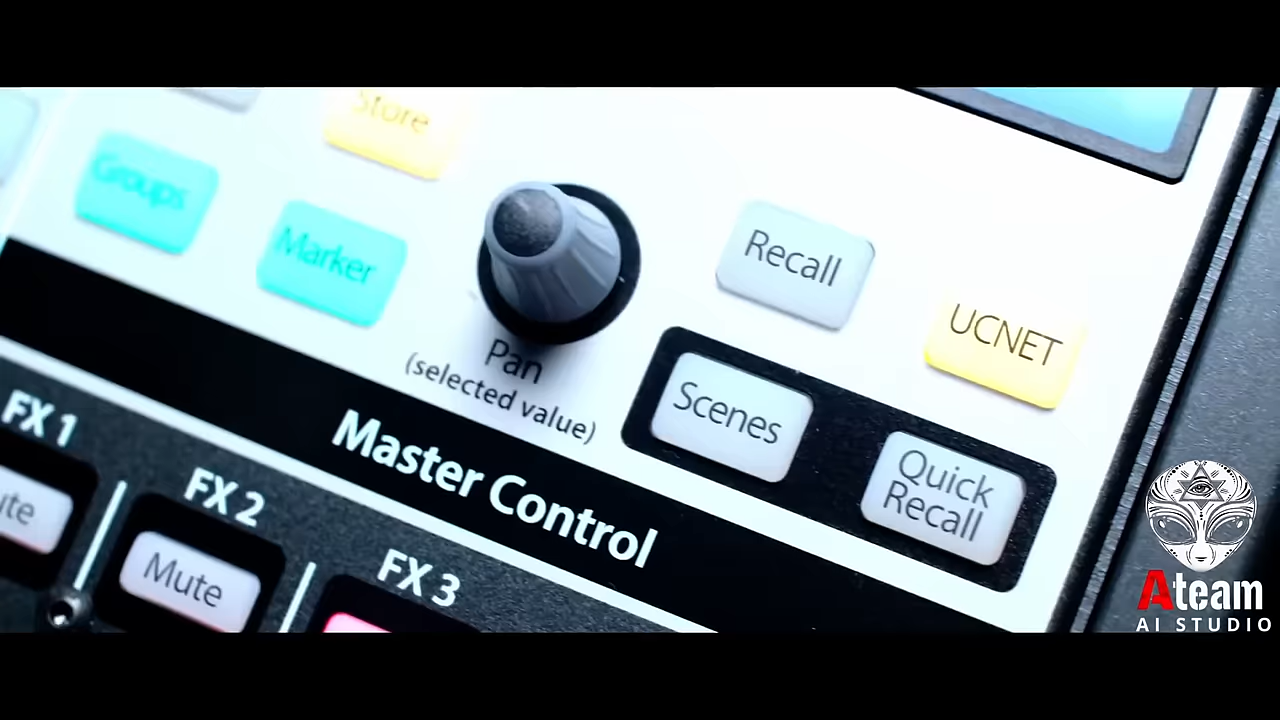 Store
Groups
Marker
Recall
UCNET
Pan
(selected value)
Scenes
Quick
Recall
Master Control
FX 1
FX 2
FX 3
Mute
Ateam
AI STUDIO